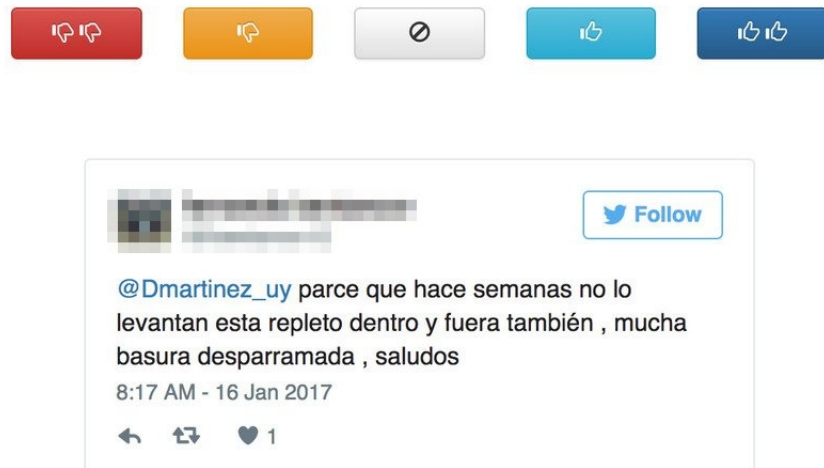 Follow
@Dmartinez_uy parce que hace semanas no lo
levantan esta repleto dentro y fuera también , mucha
basura desparramada , saludos
8:17 AM - 16 Jan 2017
1